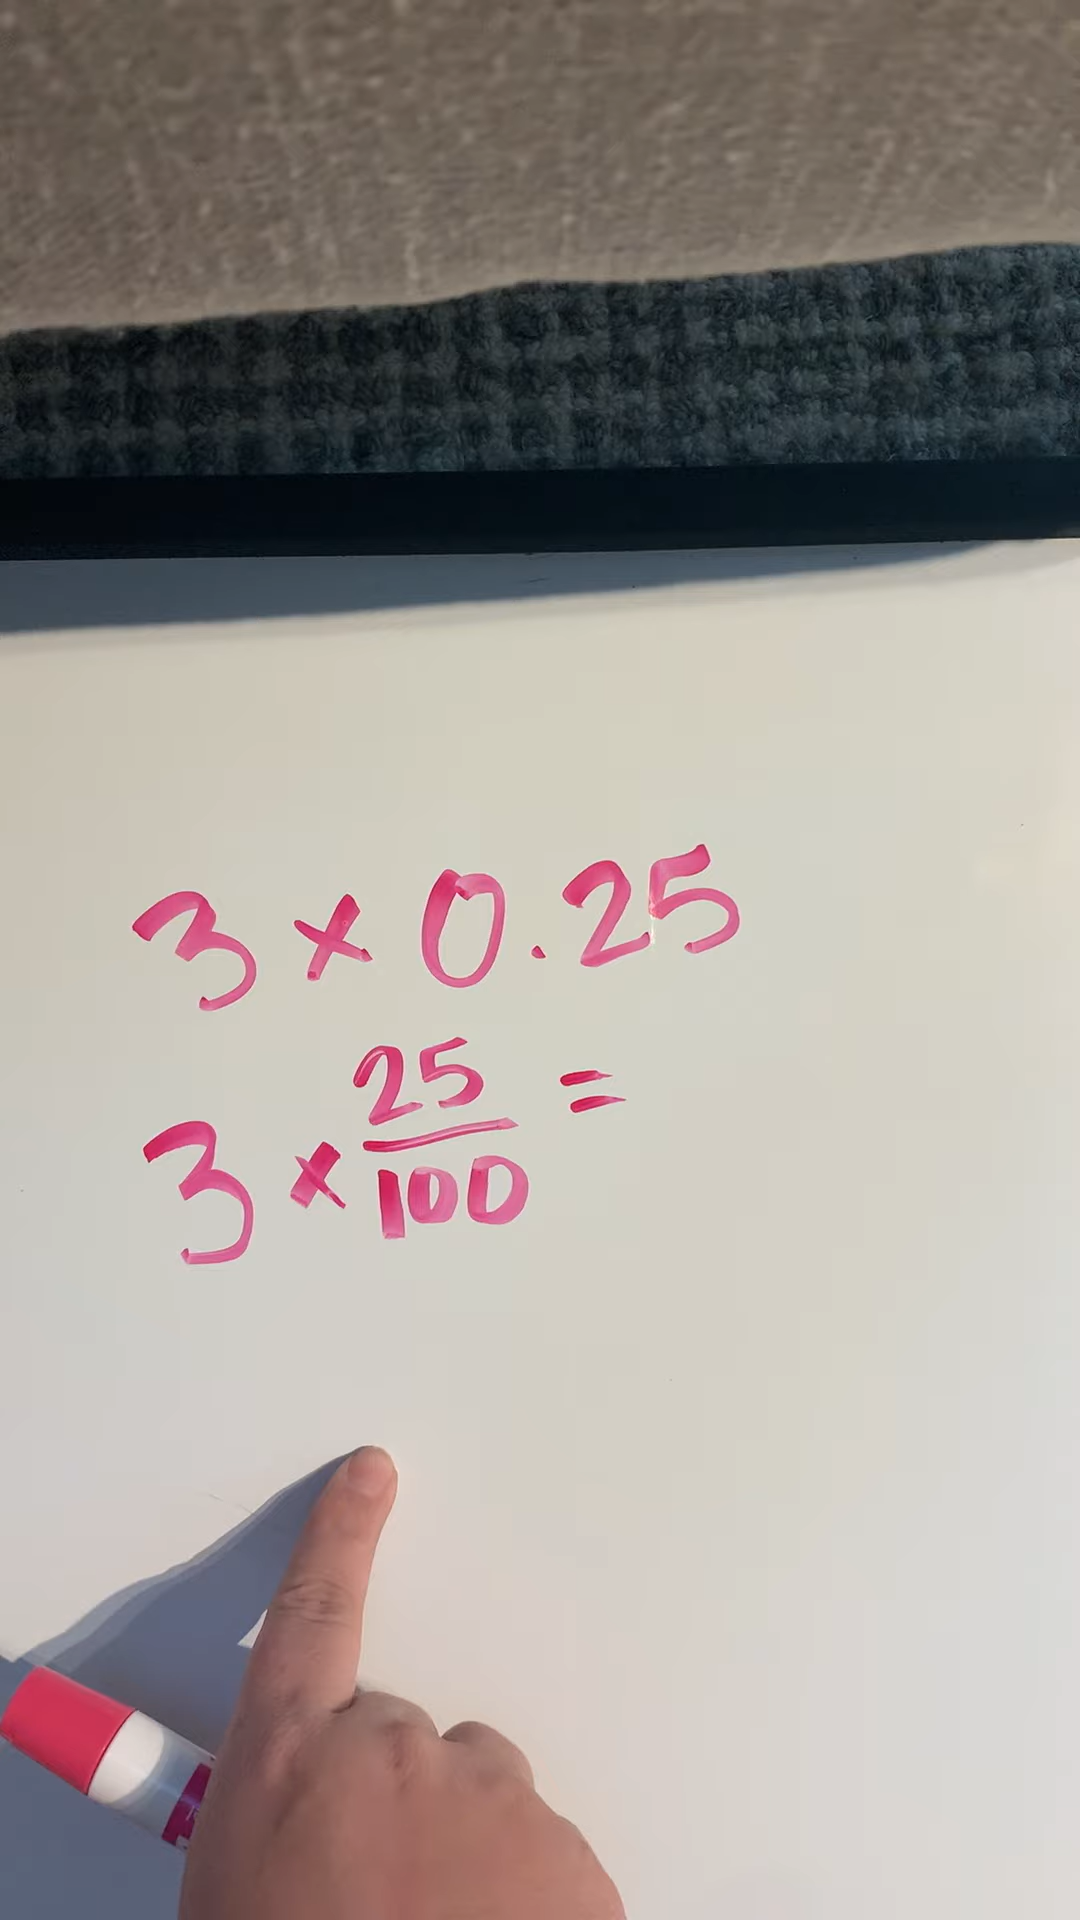 3 × 0.25
3 × 25/100 =